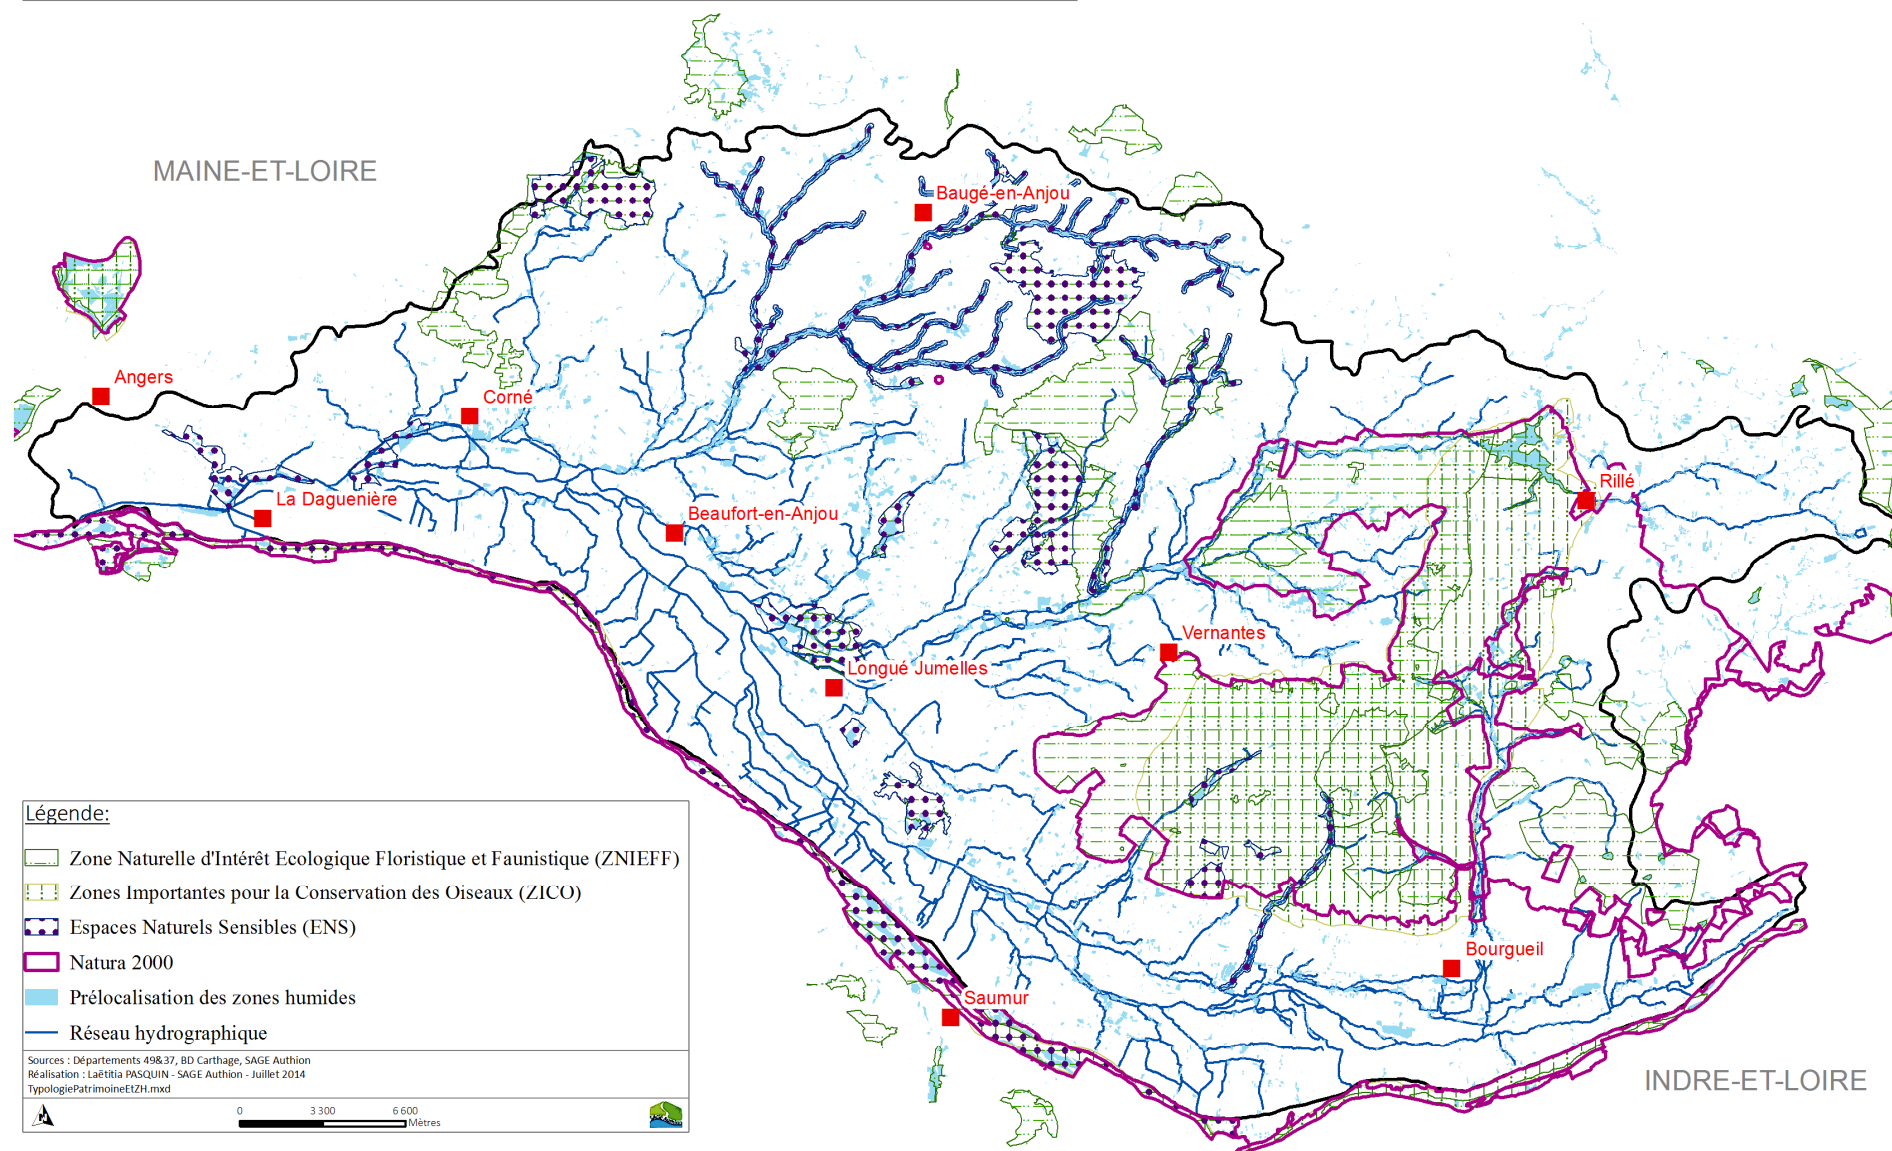 MAINE-ET-LOIRE
Baugé-en-Anjou
Angers
Corné
Rillé
La Daguenière
Beaufort-en-Anjou
Vernantes
Longué Jumelles
Bourgueil
Saumur
INDRE-ET-LOIRE
Légende:
Zone Naturelle d'Intérêt Ecologique Floristique et Faunistique (ZNIEFF)
Zones Importantes pour la Conservation des Oiseaux (ZICO)
Espaces Naturels Sensibles (ENS)
Natura 2000
Prélocalisation des zones humides
Réseau hydrographique
Sources : Départements 49&37, BD Carthage, SAGE Authion
Réalisation : Laëtitia PASQUIN - SAGE Authion - Juillet 2014
TypologiePatrimoineEtZH.mxd
0 3 300 6 600
Mètres